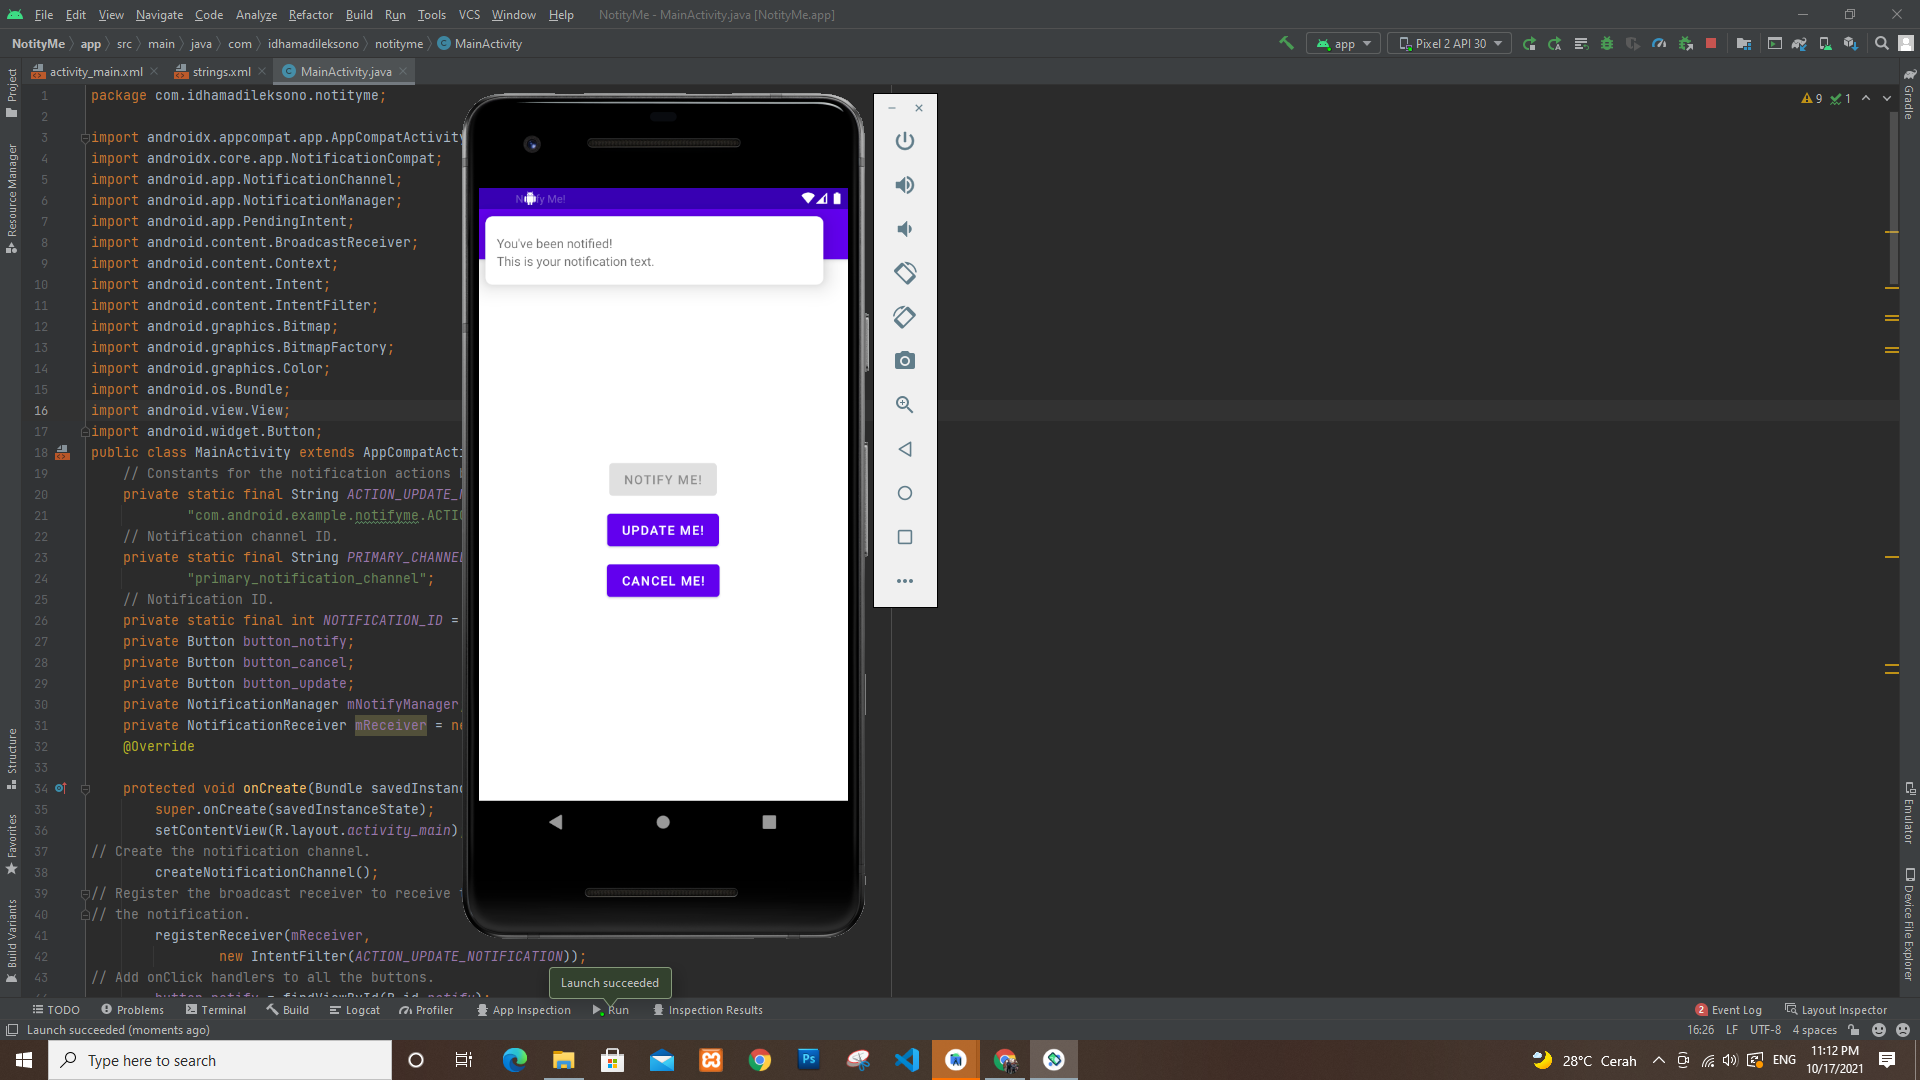 File Edit View Navigate Code Analyze Refactor Build Run Tools VCS Window Help NotityMe - MainActivity.java [NotityMe.app]
NotityMe app src main java com idhamadileksono notityme MainActivity app Pixel 2 API 30
activity_main.xml strings.xml MainActivity.java
9 1
Project
Resource Manager
Structure
Favorites
Build Variants
Gradle
Emulator
Device File Explorer
1 package com.idhamadileksono.notityme;
2
3 import androidx.appcompat.app.AppCompatActivity
4 import androidx.core.app.NotificationCompat;
5 import android.app.NotificationChannel;
6 import android.app.NotificationManager;
7 import android.app.PendingIntent;
8 import android.content.BroadcastReceiver;
9 import android.content.Context;
10 import android.content.Intent;
11 import android.content.IntentFilter;
12 import android.graphics.Bitmap;
13 import android.graphics.BitmapFactory;
14 import android.graphics.Color;
15 import android.os.Bundle;
16 import android.view.View;
17 import android.widget.Button;
18 public class MainActivity extends AppCompatActi
19 // Constants for the notification actions
20 private static final String ACTION_UPDATE_
21 "com.android.example.notifyme.ACTIO
22 // Notification channel ID.
23 private static final String PRIMARY_CHANNEL
24 "primary_notification_channel";
25 // Notification ID.
26 private static final int NOTIFICATION_ID =
27 private Button button_notify;
28 private Button button_cancel;
29 private Button button_update;
30 private NotificationManager mNotifyManager;
31 private NotificationReceiver mReceiver = ne
32 @Override
33
34 protected void onCreate(Bundle savedInstanc
35 super.onCreate(savedInstanceState);
36 setContentView(R.layout.activity_main)
37 // Create the notification channel.
38 createNotificationChannel();
39 // Register the broadcast receiver to receive
40 // the notification.
41 registerReceiver(mReceiver,
42 new IntentFilter(ACTION_UPDATE_NOTIFICATION));
43 // Add onClick handlers to all the buttons.
button_notify = findViewById(R.id.notify);
Notify Me!
You've been notified!
This is your notification text.
NOTIFY ME!
UPDATE ME!
CANCEL ME!
Launch succeeded
TODO Problems Terminal Build Logcat Profiler App Inspection Run Inspection Results 2 Event Log Layout Inspector
Launch succeeded (moments ago) 16:26 LF UTF-8 4 spaces
Type here to search
Ps
28°C Cerah ENG 11:12 PM
10/17/2021